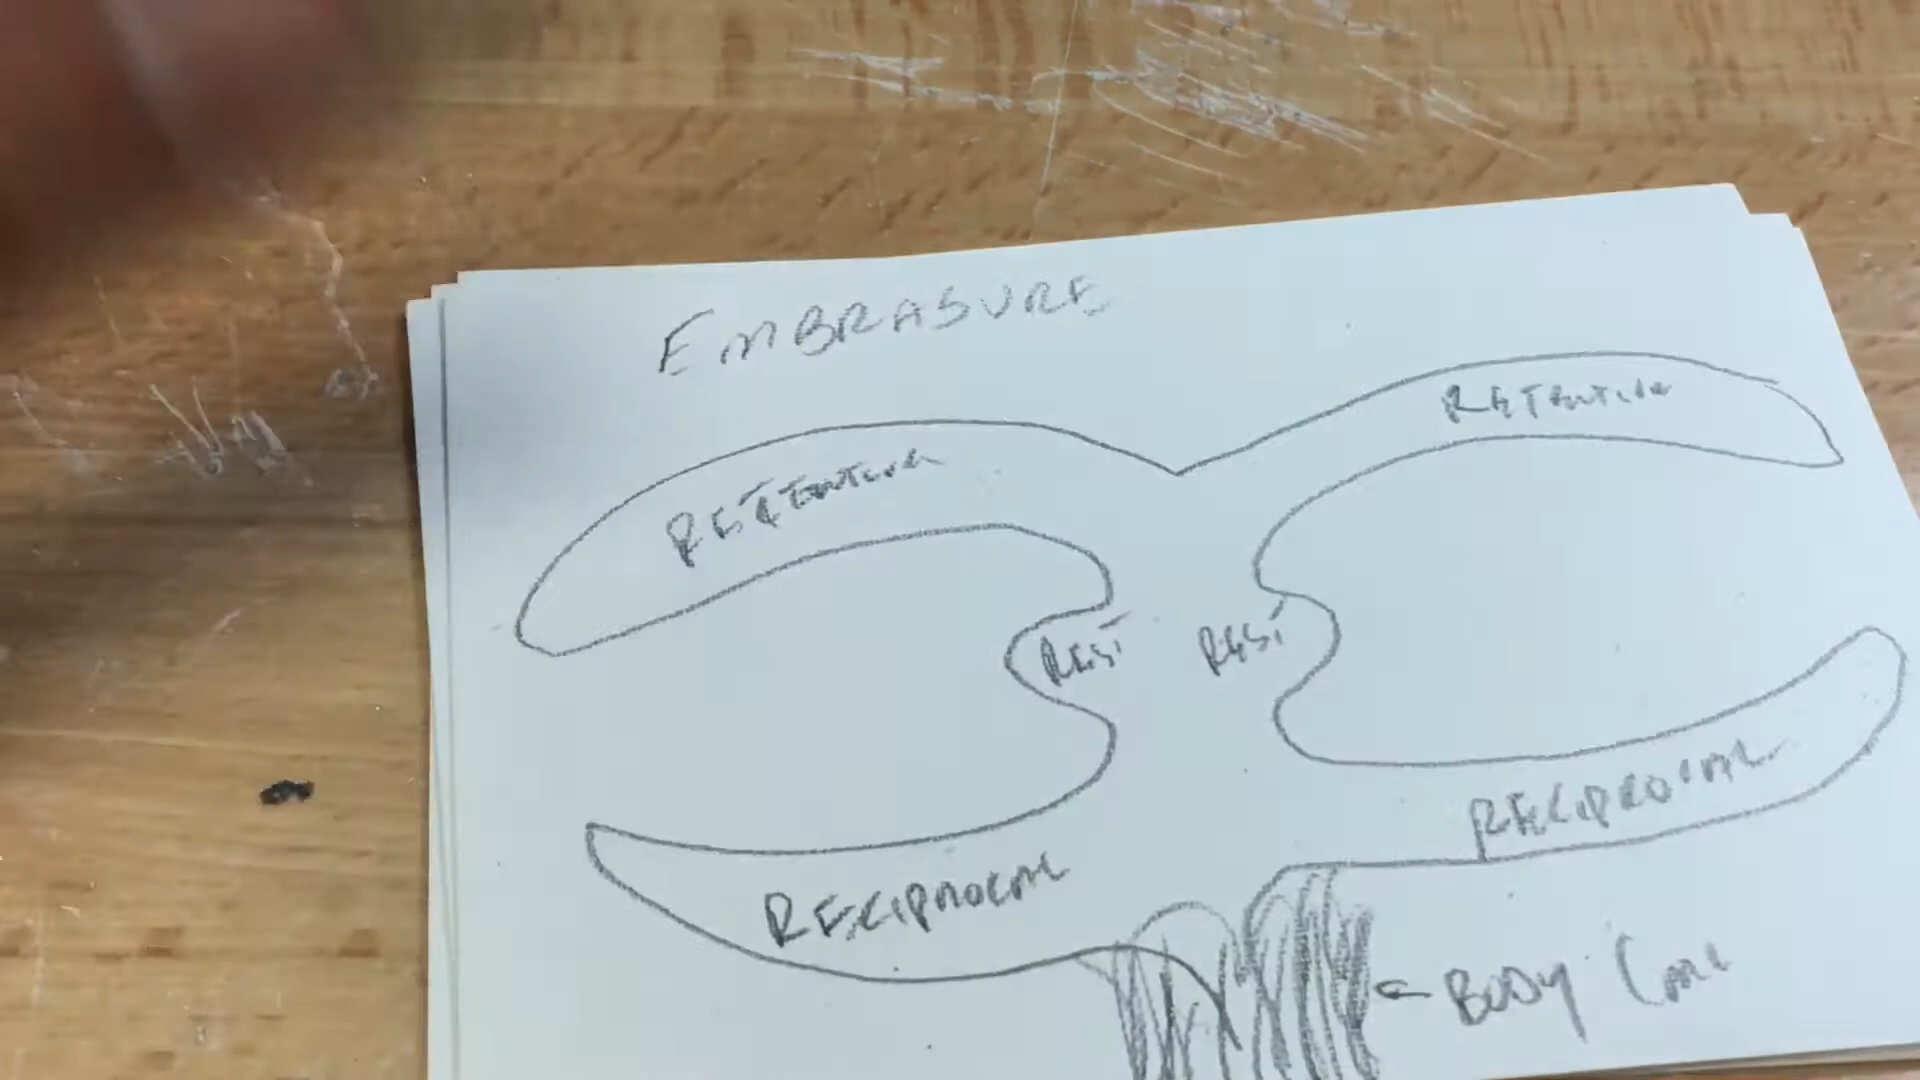 EMBRASURE
RETENTIVE
RETENTIVE
REST
REST
RECIPROCAL
RECIPROCAL
BODY